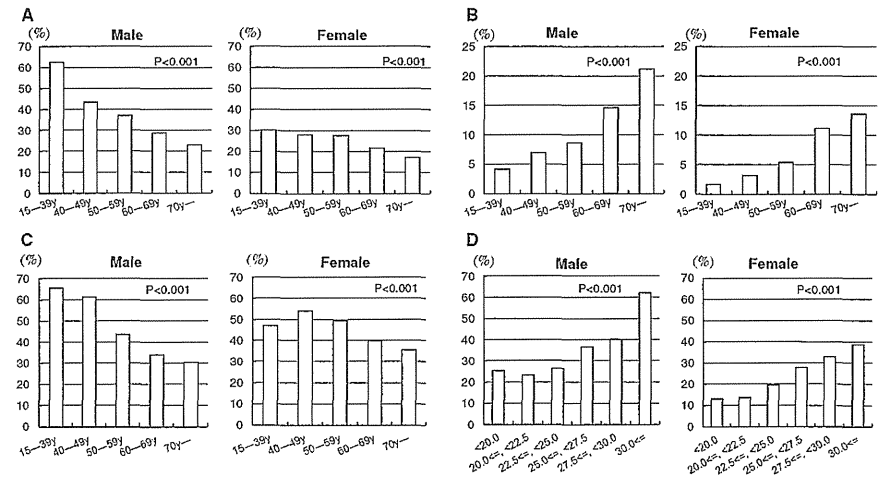 A
(%)
Male
P<0.001
70
60
50
40
30
20
10
0
15—39y
40—49y
50—59y
60—69y
70y—
(%)
Female
P<0.001
70
60
50
40
30
20
10
0
15—39y
40—49y
50—59y
60—69y
70y—
B
(%)
Male
P<0.001
25
20
15
10
5
0
15—39y
40—49y
50—59y
60—69y
70y—
(%)
Female
P<0.001
25
20
15
10
5
0
15—39y
40—49y
50—59y
60—69y
70y—
C
(%)
Male
P<0.001
70
60
50
40
30
20
10
0
15—39y
40—49y
50—59y
60—69y
70y—
(%)
Female
P<0.001
70
60
50
40
30
20
10
0
15—39y
40—49y
50—59y
60—69y
70y—
D
(%)
Male
P<0.001
70
60
50
40
30
20
10
0
<20.0
20.0<=, <22.5
22.5<=, <25.0
25.0<=, <27.5
27.5<=, <30.0
30.0<=
(%)
Female
P<0.001
70
60
50
40
30
20
10
0
<20.0
20.0<=, <22.5
22.5<=, <25.0
25.0<=, <27.5
27.5<=, <30.0
30.0<=